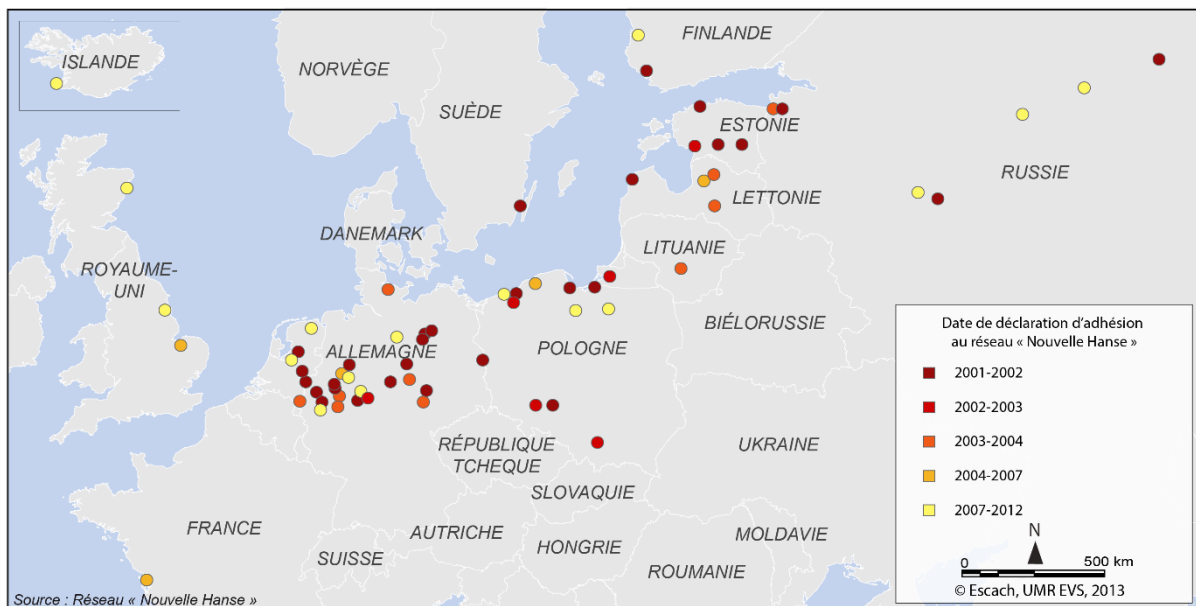 ISLANDE
NORVÈGE
FINLANDE
SUÈDE
ESTONIE
RUSSIE
LETTONIE
DANEMARK
LITUANIE
ROYAUME-
UNI
BIÉLORUSSIE
ALLEMAGNE
POLOGNE
RÉPUBLIQUE
TCHEQUE
UKRAINE
SLOVAQUIE
FRANCE
AUTRICHE
HONGRIE
MOLDAVIE
SUISSE
ROUMANIE
Date de déclaration d'adhésion
au réseau « Nouvelle Hanse »
2001-2002
2002-2003
2003-2004
2004-2007
2007-2012
N
0 500 km
© Escach, UMR EVS, 2013
Source : Réseau « Nouvelle Hanse »